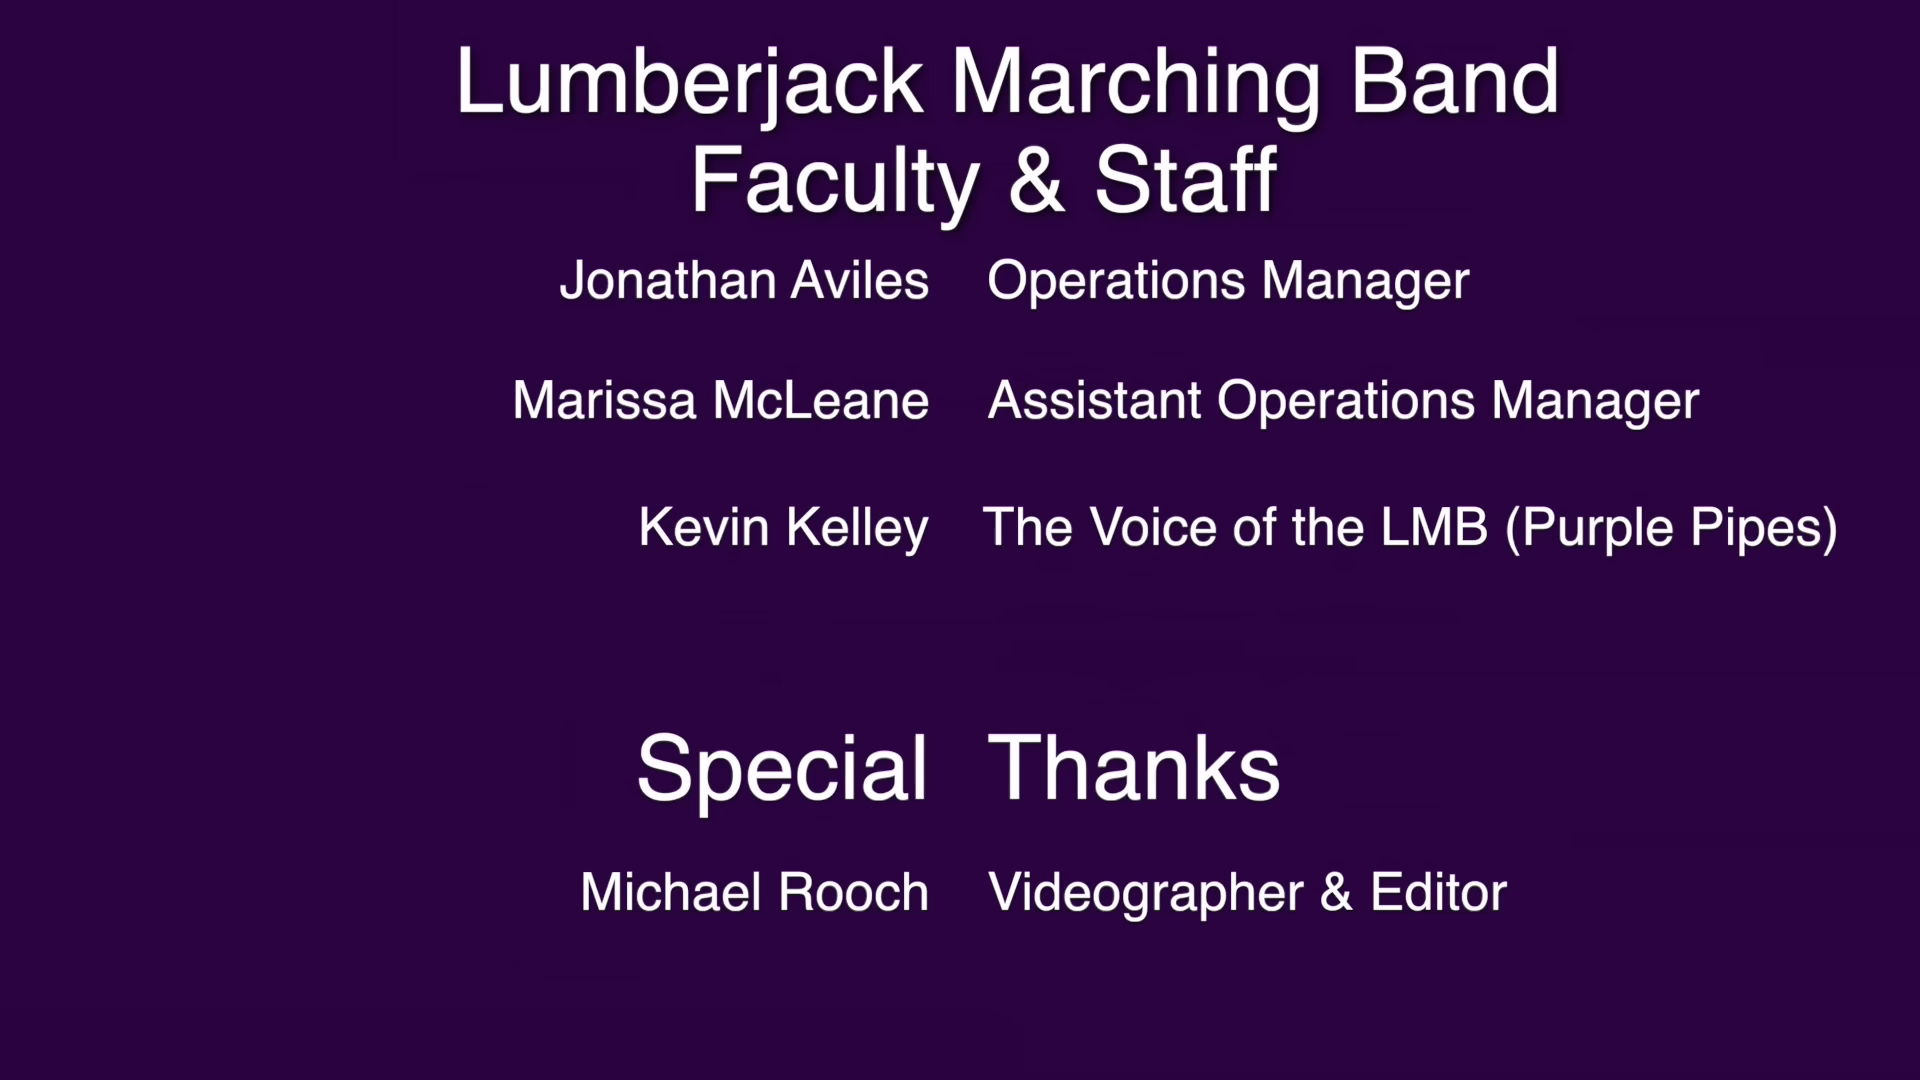 Lumberjack Marching Band
Faculty & Staff
Jonathan Aviles Operations Manager
Marissa McLeane Assistant Operations Manager
Kevin Kelley The Voice of the LMB (Purple Pipes)
Special Thanks
Michael Rooch Videographer & Editor